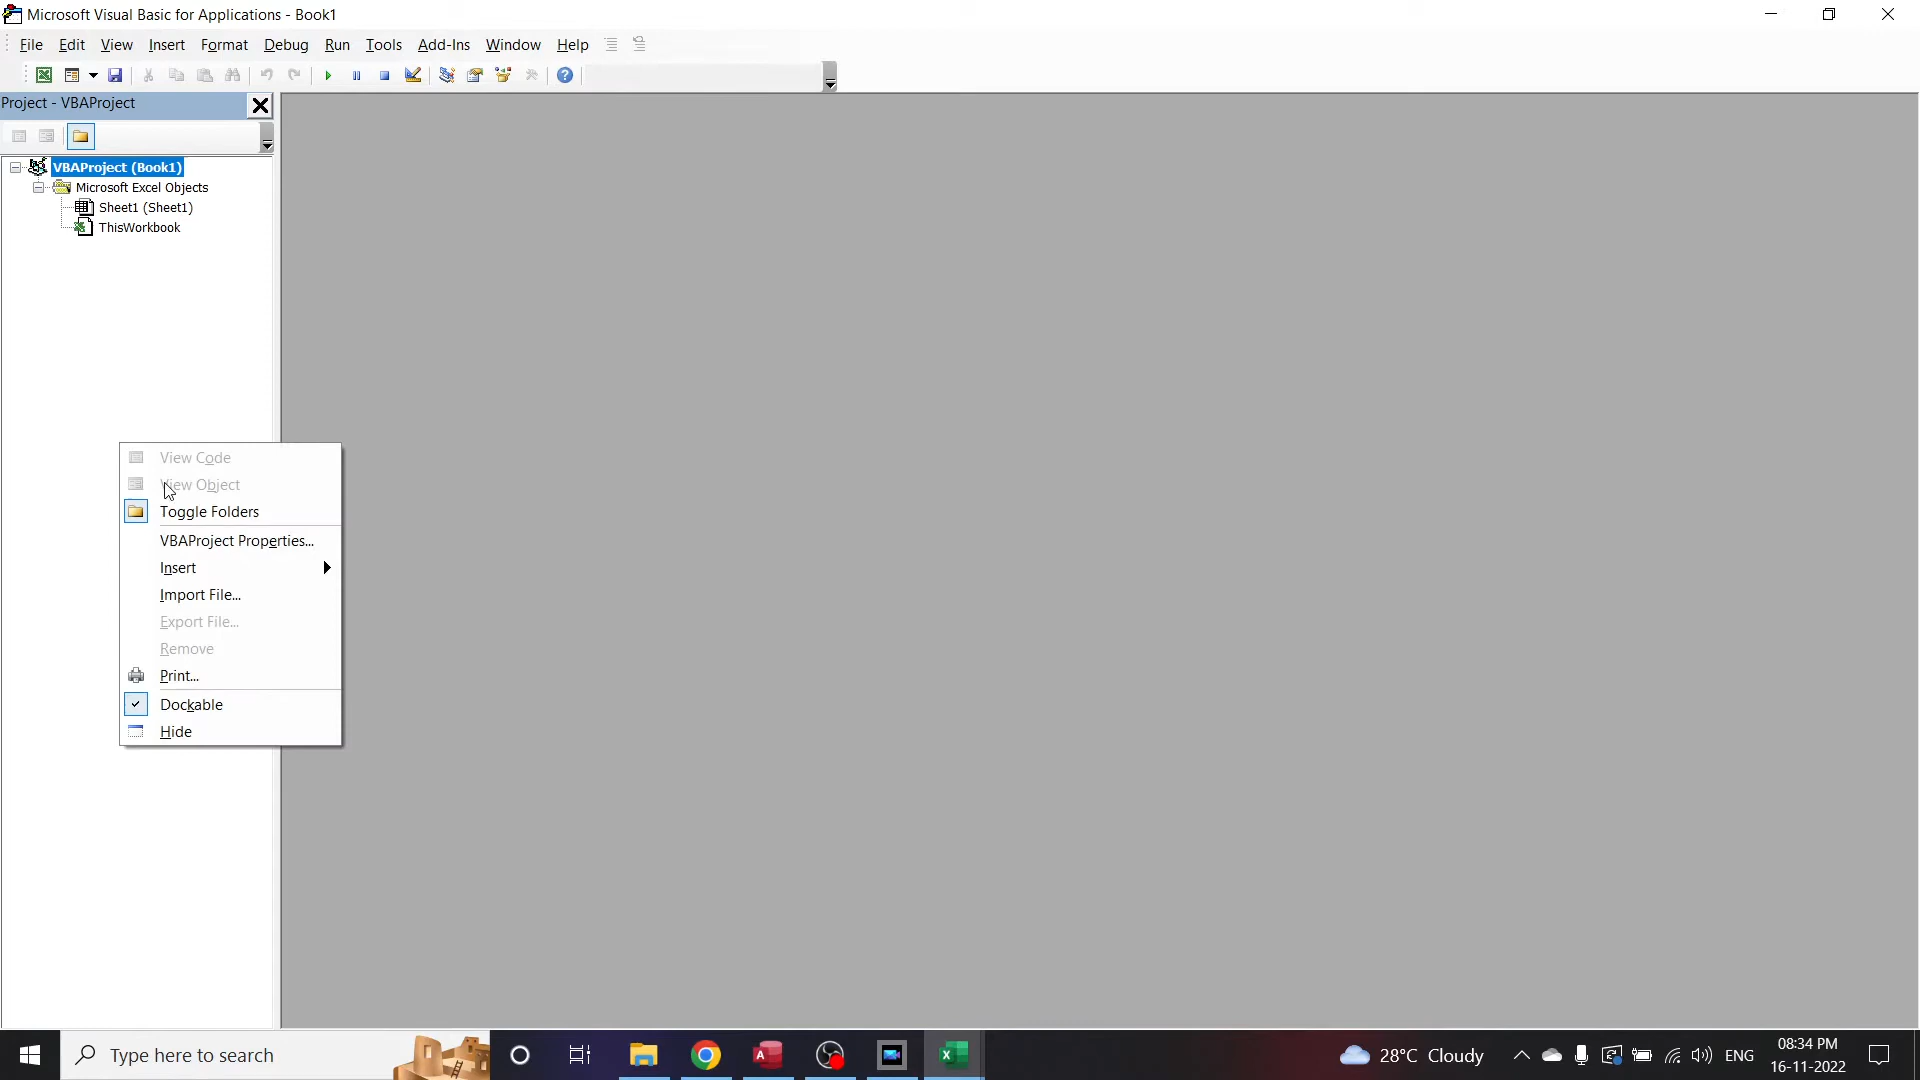 Microsoft Visual Basic for Applications - Book1
File Edit View Insert Format Debug Run Tools Add-Ins Window Help
Project - VBAProject
VBAProject (Book1)
Microsoft Excel Objects
Sheet1 (Sheet1)
ThisWorkbook
View Code
View Object
Toggle Folders
VBAProject Properties...
Insert
Import File...
Export File...
Remove
Print...
Dockable
Hide
Type here to search
28°C Cloudy
ENG
08:34 PM
16-11-2022